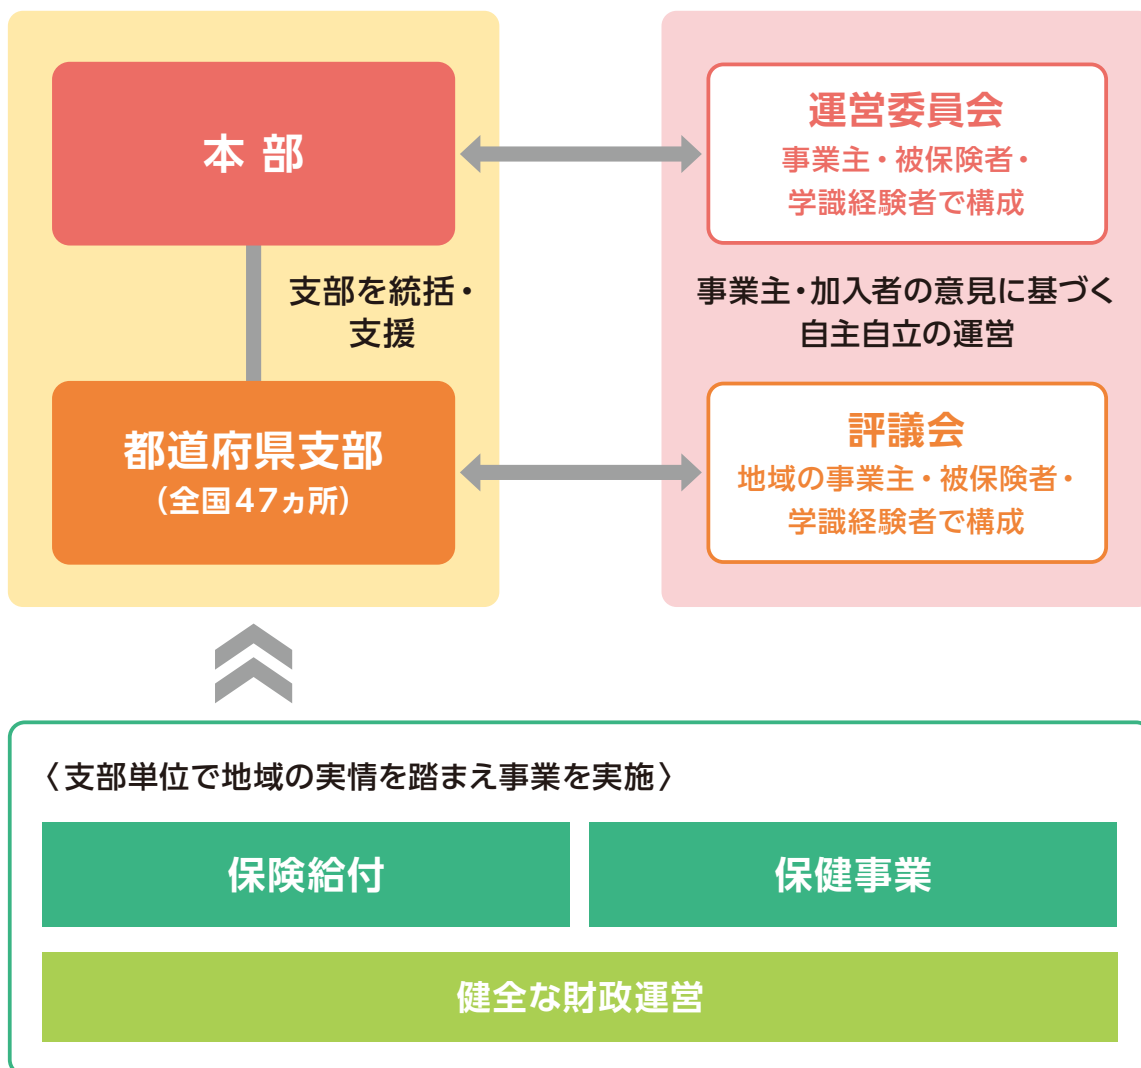 本部
運営委員会
事業主・被保険者・
学識経験者で構成
支部を統括・
支援
事業主・加入者の意見に基づく
自主自立の運営
都道府県支部
（全国47ヵ所）
評議会
地域の事業主・被保険者・
学識経験者で構成
〈支部単位で地域の実情を踏まえ事業を実施〉
保険給付
保健事業
健全な財政運営